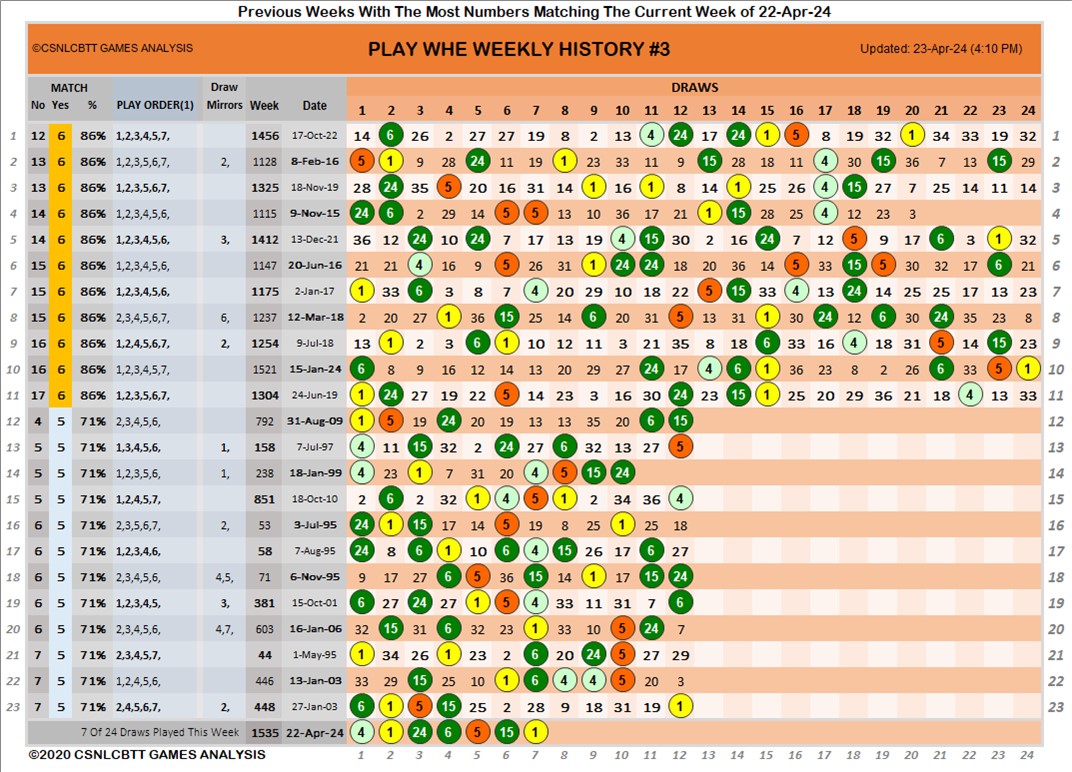 Previous Weeks With The Most Numbers Matching The Current Week of 22-Apr-24
©CSNLCBTT GAMES ANALYSIS PLAY WHE WEEKLY HISTORY #3 Updated: 23-Apr-24 (4:10 PM)
MATCH Draw DRAWS
No Yes % PLAY ORDER(1) Mirrors Week Date 1 2 3 4 5 6 7 8 9 10 11 12 13 14 15 16 17 18 19 20 21 22 23 24
1 12 6 86% 1,2,3,4,5,7, 1456 17-Oct-22 14 6 26 2 27 27 19 8 2 13 4 24 17 24 1 5 8 19 32 1 34 33 19 32 1
2 13 6 86% 1,2,3,5,6,7, 2, 1128 8-Feb-16 5 1 9 28 24 11 19 1 23 33 11 9 15 28 18 11 4 30 15 36 7 13 15 29 2
3 13 6 86% 1,2,3,5,6,7, 1325 18-Nov-19 28 24 35 5 20 16 31 14 1 16 1 8 14 1 25 26 4 15 27 7 25 14 11 14 3
4 14 6 86% 1,2,3,4,5,6, 1115 9-Nov-15 24 6 2 29 14 5 5 13 10 36 17 21 1 15 28 25 4 12 23 3 4
5 14 6 86% 1,2,3,4,5,6, 3, 1412 13-Dec-21 36 12 24 10 24 7 17 13 19 4 15 30 2 16 24 7 12 5 9 17 6 3 1 32 5
6 15 6 86% 1,2,3,4,5,6, 1147 20-Jun-16 21 21 4 16 9 5 26 31 1 24 24 18 20 36 14 5 33 15 5 30 32 17 6 21 6
7 15 6 86% 1,2,3,4,5,6, 1175 2-Jan-17 1 33 6 3 8 7 4 20 29 10 18 22 5 15 33 4 18 24 14 25 25 17 13 23 7
8 15 6 86% 2,3,4,5,6,7, 6, 1237 12-Mar-18 2 20 27 1 36 15 25 14 6 20 31 5 13 31 1 30 24 12 6 30 24 35 23 8 8
9 16 6 86% 1,2,4,5,6,7, 2, 1254 9-Jul-18 13 1 2 3 6 1 10 12 11 3 21 35 8 18 6 33 16 4 18 31 5 14 15 23 9
10 16 6 86% 1,2,3,4,5,7, 1521 15-Jan-24 6 8 9 16 12 14 13 20 29 27 24 17 4 6 1 36 23 8 2 26 6 33 5 1 10
11 17 6 86% 1,2,3,4,5,6, 1304 24-Jun-19 1 24 27 19 22 5 14 23 3 16 30 24 23 15 1 25 20 29 36 21 18 4 13 33 11
12 4 5 71% 2,3,4,5,6, 792 31-Aug-09 1 5 19 24 20 19 13 13 35 20 6 15 12
13 5 5 71% 1,3,4,5,6, 1, 158 7-Jul-97 4 11 15 32 2 24 27 6 32 13 27 5 13
14 5 5 71% 1,2,3,5,6, 1, 238 18-Jan-99 4 23 1 7 31 20 4 5 15 24 14
15 5 5 71% 1,2,4,5,7, 851 18-Oct-10 2 6 2 32 1 4 5 1 2 34 36 4 15
16 6 5 71% 2,3,5,6,7, 2, 53 3-Jul-95 24 1 15 17 14 5 19 8 25 1 25 18 16
17 6 5 71% 1,2,3,4,6, 58 7-Aug-95 24 8 6 1 10 6 4 15 26 17 6 27 17
18 6 5 71% 2,3,4,5,6, 4,5, 71 6-Nov-95 9 17 27 6 5 36 15 14 1 17 15 24 18
19 6 5 71% 1,2,3,4,5, 3, 381 15-Oct-01 6 27 24 27 1 5 4 33 11 31 7 6 19
20 6 5 71% 2,3,4,5,6, 4,7, 603 16-Jan-06 32 15 31 6 32 23 1 33 10 5 24 7 20
21 7 5 71% 2,3,4,5,7, 44 1-May-95 1 34 26 1 23 2 6 20 24 5 27 29 21
22 7 5 71% 1,2,4,5,6, 446 13-Jan-03 33 29 15 25 10 1 6 4 4 5 20 3 22
23 7 5 71% 2,4,5,6,7, 2, 448 27-Jan-03 6 1 5 15 25 2 28 9 18 31 19 1 23
7 Of 24 Draws Played This Week 1535 22-Apr-24 4 1 24 6 5 15 1
©2020 CSNLCBTT GAMES ANALYSIS 1 2 3 4 5 6 7 8 9 10 11 12 13 14 15 16 17 18 19 20 21 22 23 24